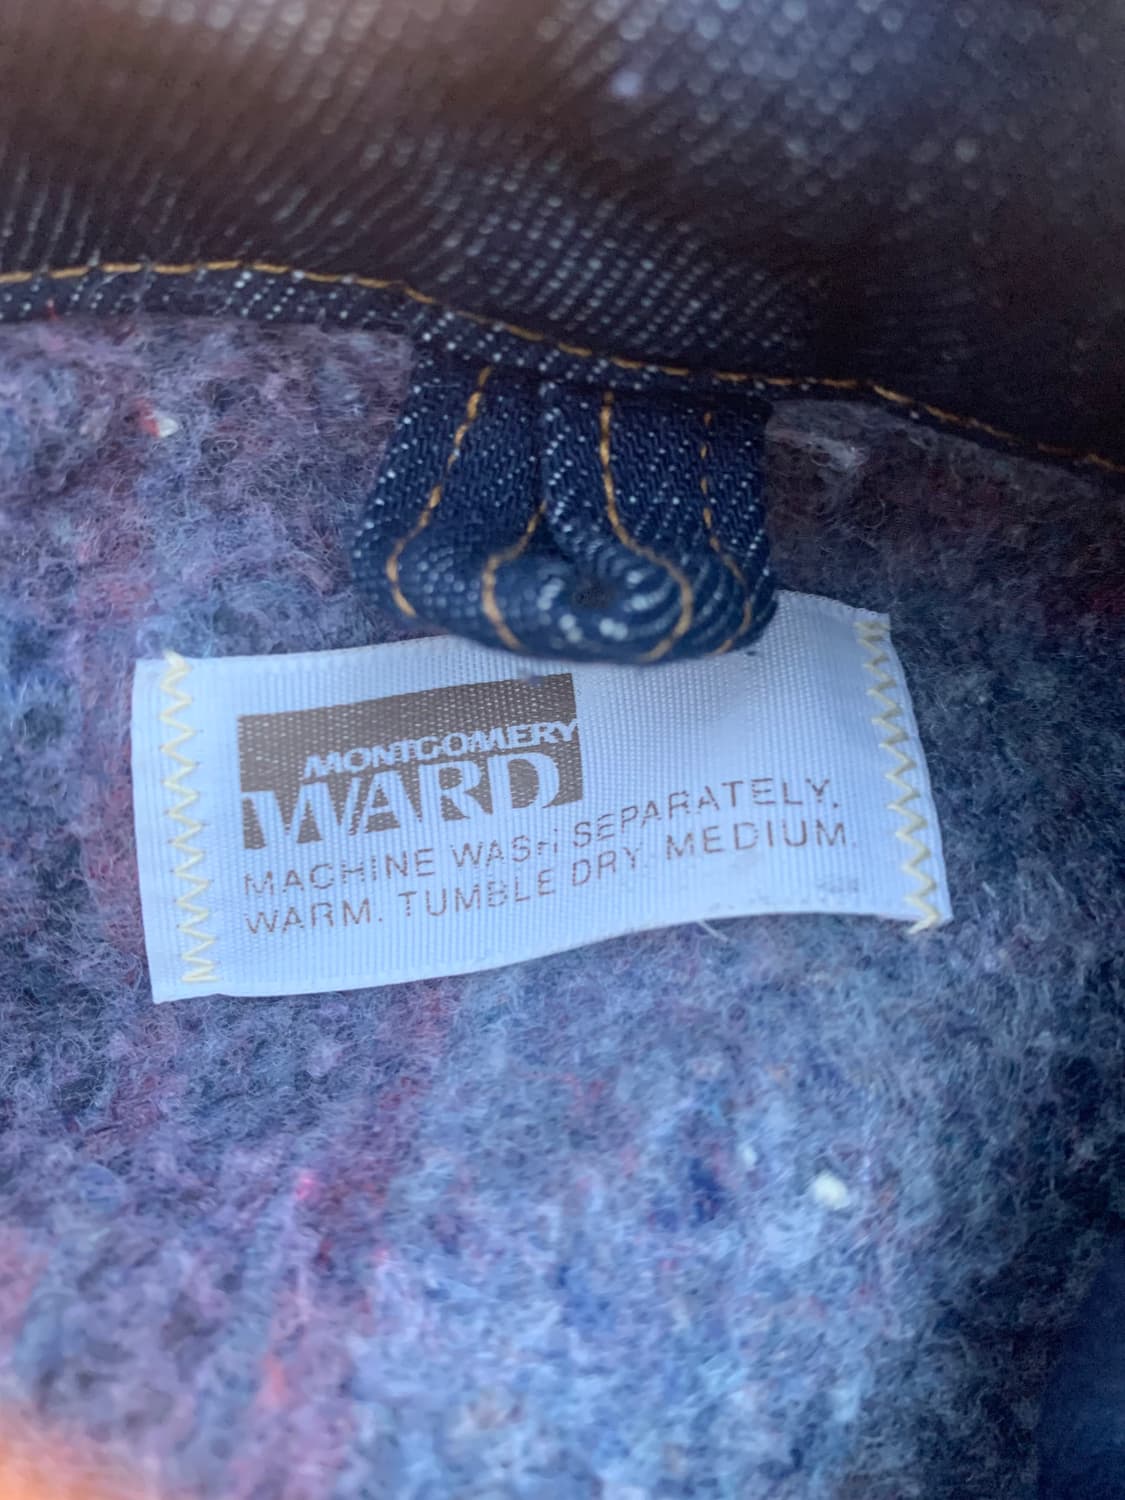 MONTGOMERY
WARD
MACHINE WASH SEPARATELY.
WARM. TUMBLE DRY. MEDIUM.